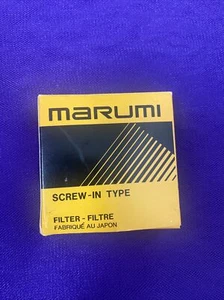 marumi
SCREW-IN TYPE
FILTER - FILTRE
FABRIQUÉ AU JAPON